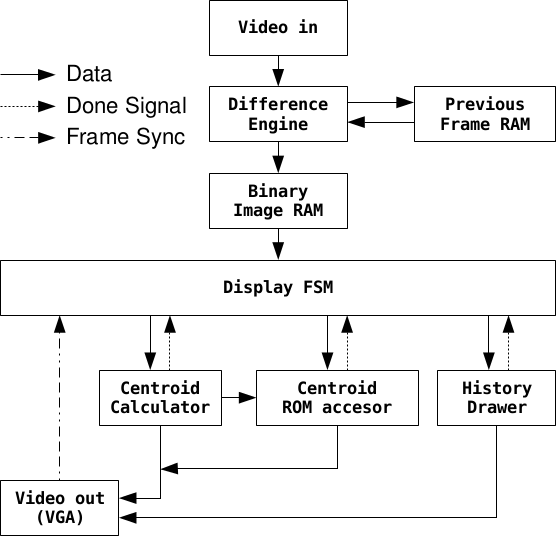 Video in
Data
Done Signal
Frame Sync
Difference
Engine
Previous
Frame RAM
Binary
Image RAM
Display FSM
Centroid
Calculator
Centroid
ROM accesor
History
Drawer
Video out
(VGA)